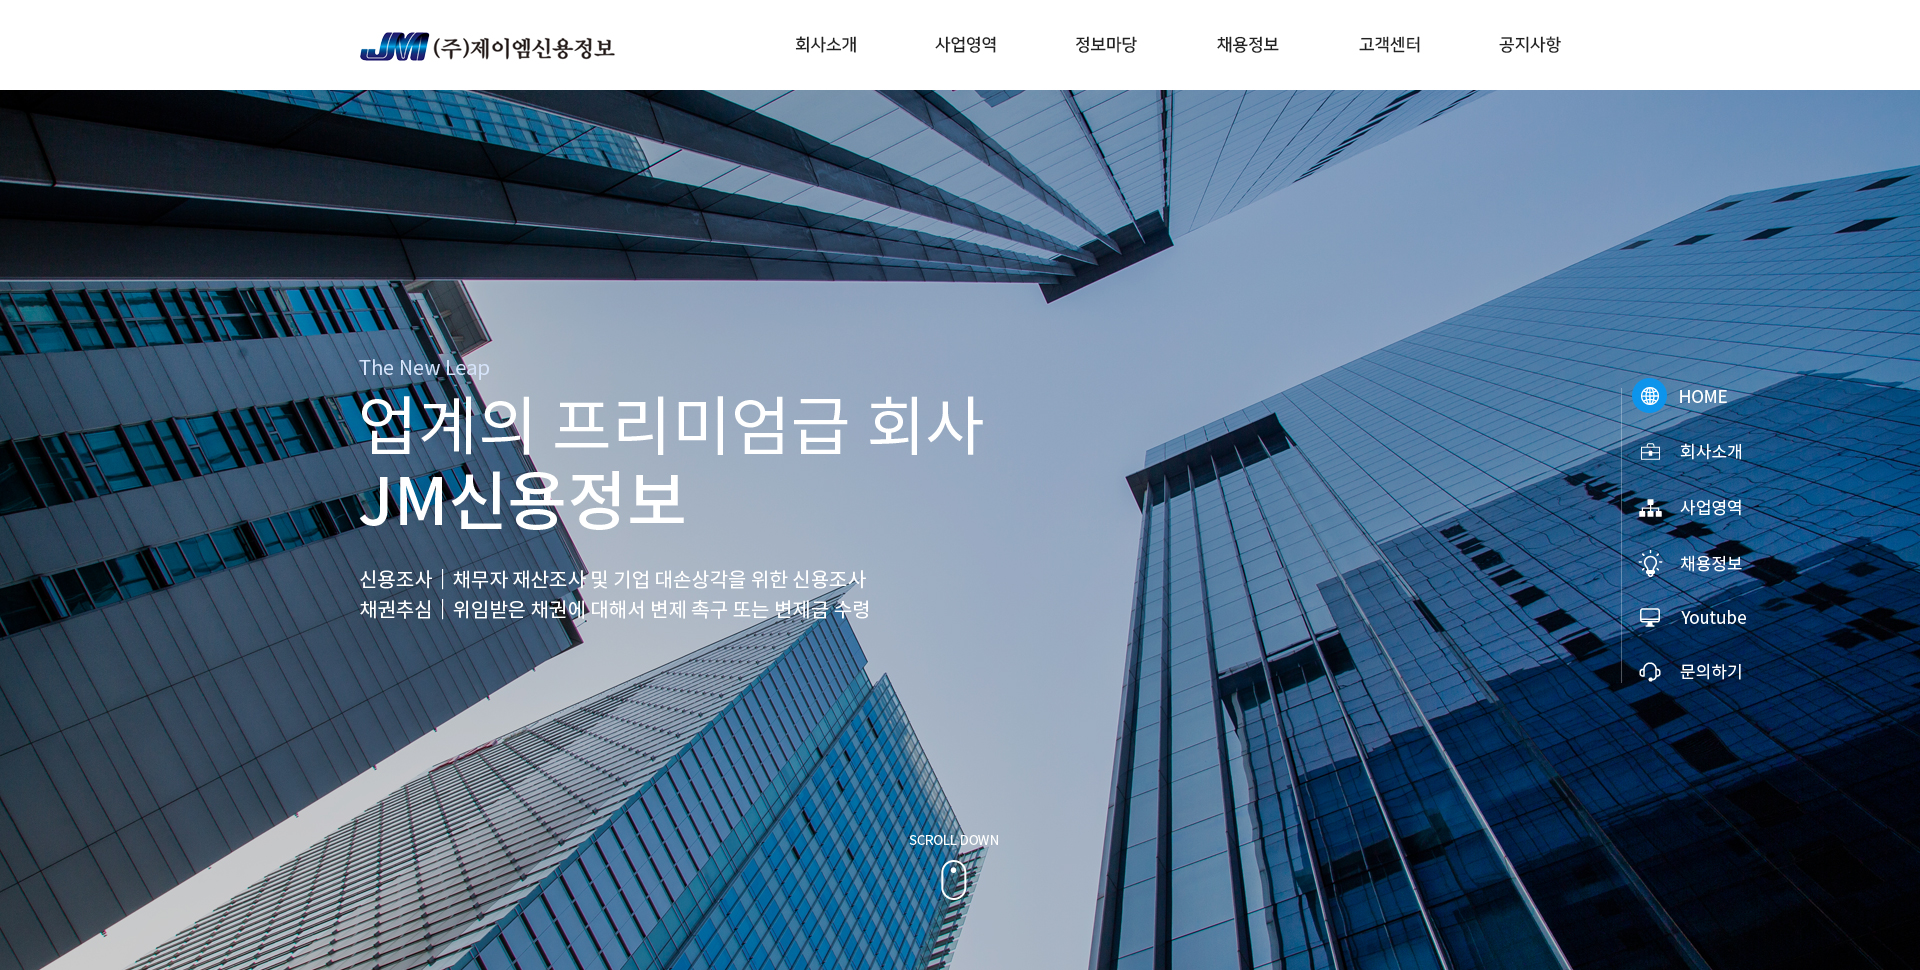 JM (주)제이엠신용정보
회사소개 사업영역 정보마당 채용정보 고객센터 공지사항
The New Leap
업계의 프리미엄급 회사
JM신용정보
신용조사 | 채무자 재산조사 및 기업 대손상각을 위한 신용조사
채권추심 | 위임받은 채권에 대해서 변제 촉구 또는 변제금 수령
HOME
회사소개
사업영역
채용정보
Youtube
문의하기
SCROLL DOWN